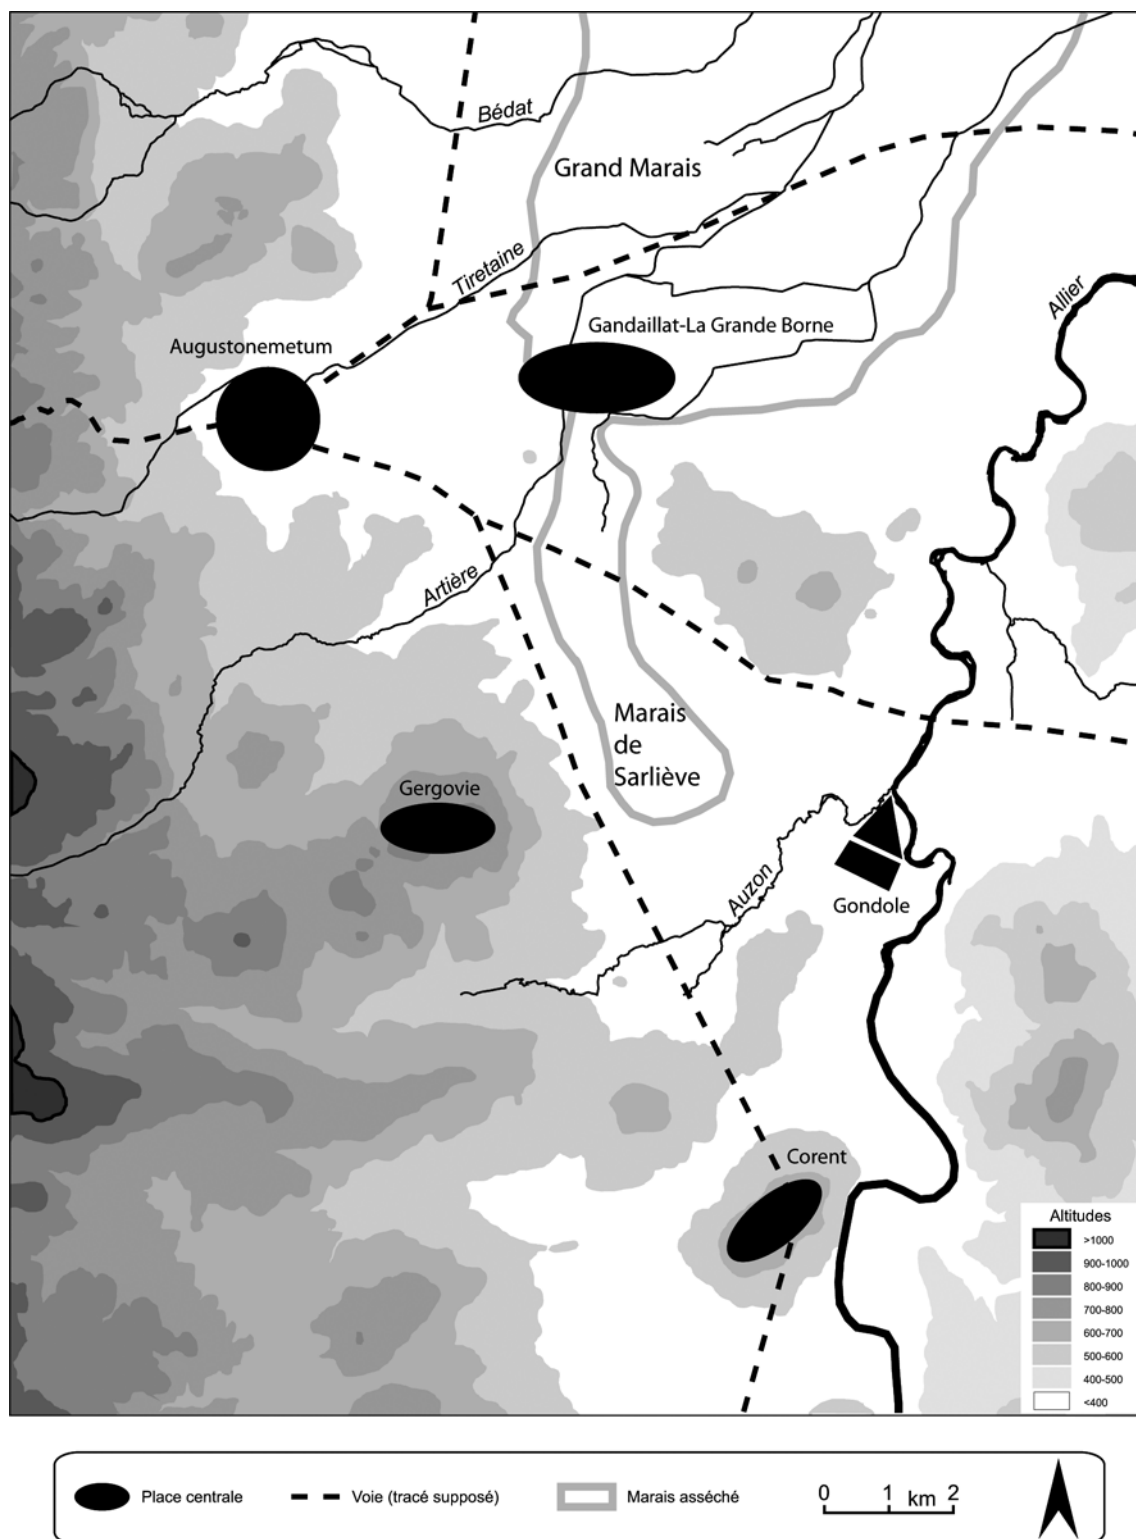 Bédat
Grand Marais
Tiretaine
Allier
Gandaillat-La Grande Borne
Augustonemetum
Artière
Marais
de
Sarliève
Gergovie
Auzon
Gondole
Corent
Altitudes
>1000
900-1000
800-900
700-800
600-700
500-600
400-500
<400
Place centrale
Voie (tracé supposé)
Marais asséché
0 1 km 2